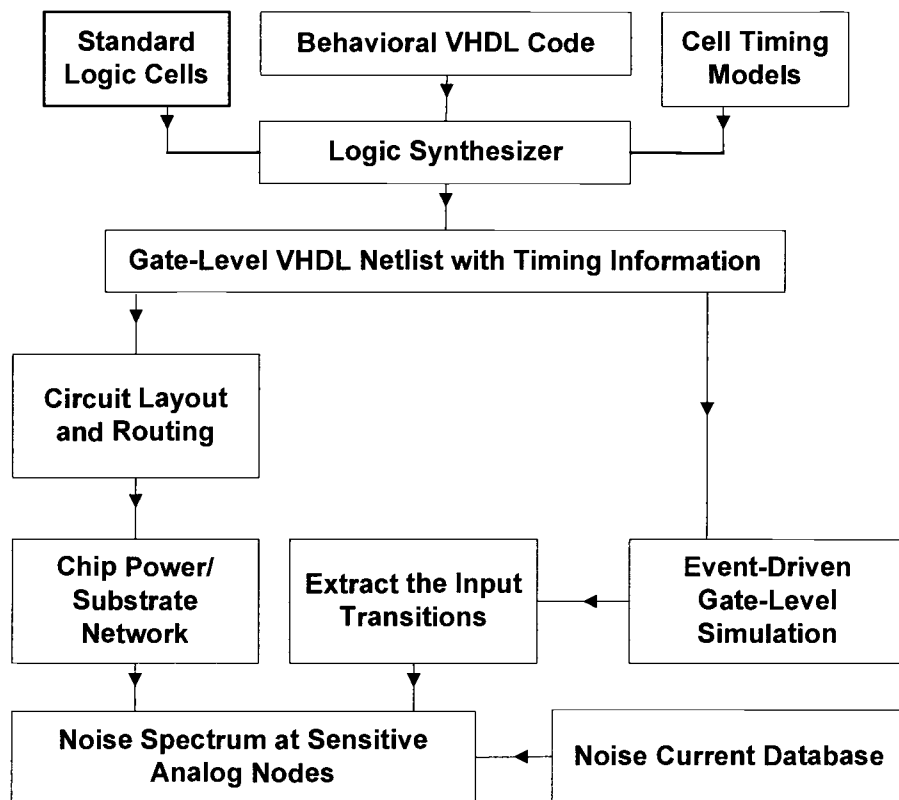 Standard
Logic Cells
Behavioral VHDL Code
Cell Timing
Models
Logic Synthesizer
Gate-Level VHDL Netlist with Timing Information
Circuit Layout
and Routing
Chip Power/
Substrate
Network
Extract the Input
Transitions
Event-Driven
Gate-Level
Simulation
Noise Spectrum at Sensitive
Analog Nodes
Noise Current Database